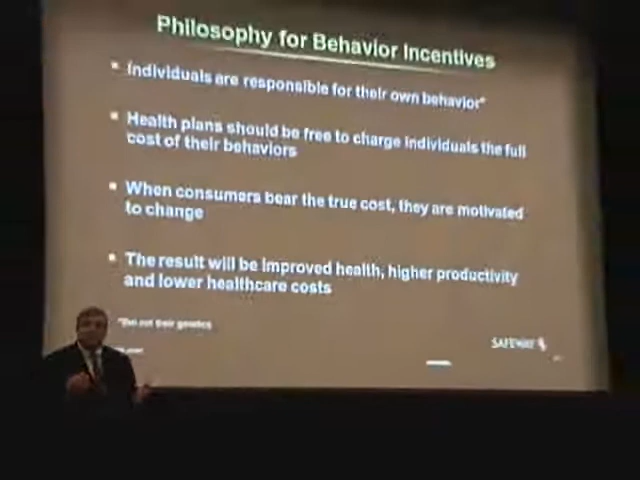 Philosophy for Behavior Incentives
Individuals are responsible for their own behavior*
Health plans should be free to charge individuals the full
cost of their behaviors
When consumers bear the true cost, they are motivated
to change
The result will be improved health, higher productivity
and lower healthcare costs
*But not their genetics
SAFEWAY